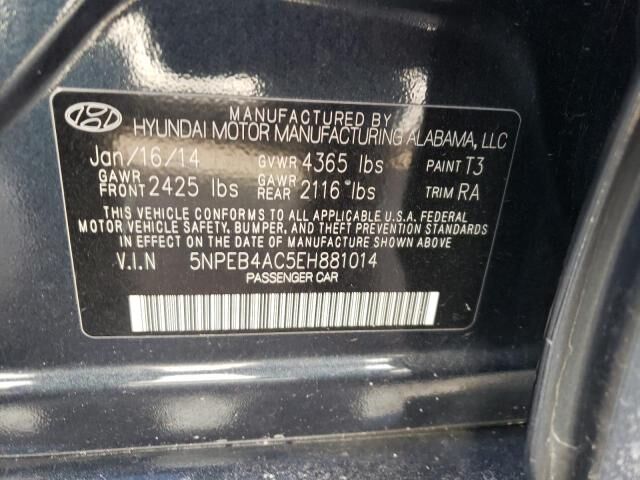 MANUFACTURED BY
HYUNDAI MOTOR MANUFACTURING ALABAMA, LLC
Jan/16/14 GVWR 4365 lbs PAINT T3
GAWR FRONT 2425 lbs GAWR REAR 2116 lbs TRIM RA
THIS VEHICLE CONFORMS TO ALL APPLICABLE U.S.A. FEDERAL
MOTOR VEHICLE SAFETY, BUMPER, AND THEFT PREVENTION
STANDARDS IN EFFECT ON THE DATE OF MANUFACTURE SHOWN ABOVE.
V.I.N 5NPEB4AC5EH881014
PASSENGER CAR